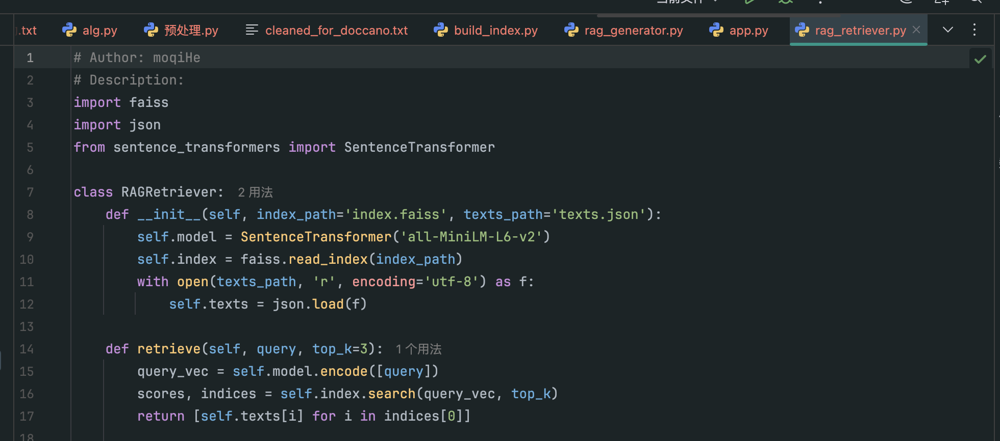 当前文件
.txt alg.py 预处理.py cleaned_for_doccano.txt build_index.py rag_generator.py app.py rag_retriever.py
1 # Author: moqiHe
2 # Description:
3 import faiss
4 import json
5 from sentence_transformers import SentenceTransformer
6
7 class RAGRetriever: 2 用法
8 def __init__(self, index_path='index.faiss', texts_path='texts.json'):
9 self.model = SentenceTransformer('all-MiniLM-L6-v2')
10 self.index = faiss.read_index(index_path)
11 with open(texts_path, 'r', encoding='utf-8') as f:
12 self.texts = json.load(f)
13
14 def retrieve(self, query, top_k=3): 1 个用法
15 query_vec = self.model.encode([query])
16 scores, indices = self.index.search(query_vec, top_k)
17 return [self.texts[i] for i in indices[0]]
18